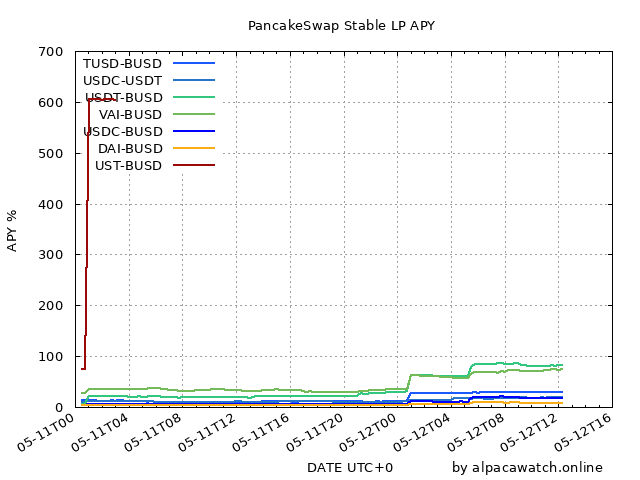 PancakeSwap Stable LP APY
700
600
500
400
300
200
100
0
APY %
TUSD-BUSD
USDC-USDT
USDT-BUSD
VAI-BUSD
USDC-BUSD
DAI-BUSD
UST-BUSD
05-11T00
05-11T04
05-11T08
05-11T12
05-11T16
05-11T20
05-12T00
05-12T04
05-12T08
05-12T12
05-12T16
DATE UTC+0
by alpacawatch.online